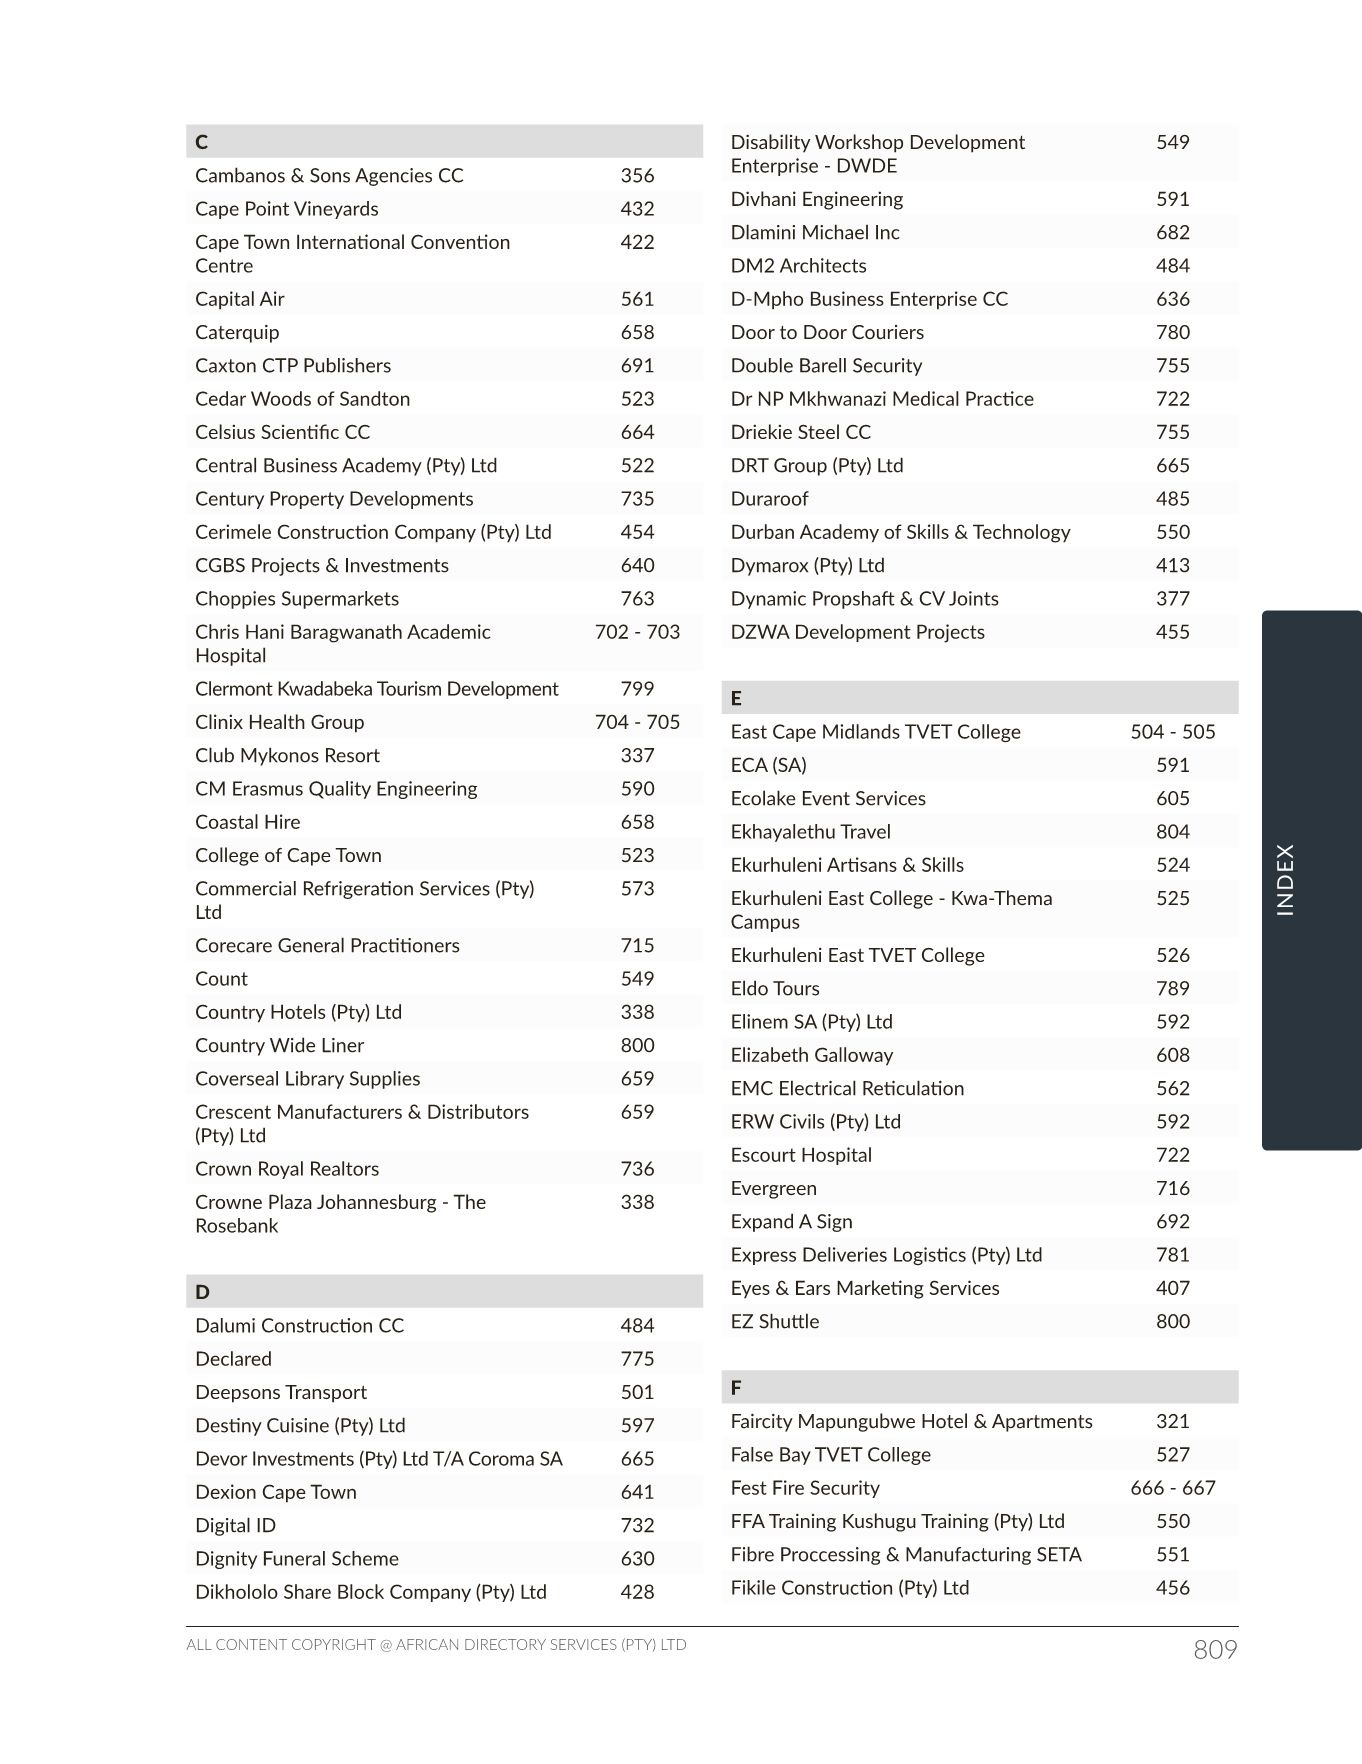 C
Cambanos & Sons Agencies CC 356
Cape Point Vineyards 432
Cape Town International Convention 422
Centre
Capital Air 561
Caterquip 658
Caxton CTP Publishers 691
Cedar Woods of Sandton 523
Celsius Scientific CC 664
Central Business Academy (Pty) Ltd 522
Century Property Developments 735
Cerimele Construction Company (Pty) Ltd 454
CGBS Projects & Investments 640
Choppies Supermarkets 763
Chris Hani Baragwanath Academic 702 - 703
Hospital
Clermont Kwadabeka Tourism Development 799
Clinix Health Group 704 - 705
Club Mykonos Resort 337
CM Erasmus Quality Engineering 590
Coastal Hire 658
College of Cape Town 523
Commercial Refrigeration Services (Pty) 573
Ltd
Corecare General Practitioners 715
Count 549
Country Hotels (Pty) Ltd 338
Country Wide Liner 800
Coverseal Library Supplies 659
Crescent Manufacturers & Distributors 659
(Pty) Ltd
Crown Royal Realtors 736
Crowne Plaza Johannesburg - The 338
Rosebank
D
Dalumi Construction CC 484
Declared 775
Deepsons Transport 501
Destiny Cuisine (Pty) Ltd 597
Devor Investments (Pty) Ltd T/A Coroma SA 665
Dexion Cape Town 641
Digital ID 732
Dignity Funeral Scheme 630
Dikhololo Share Block Company (Pty) Ltd 428
Disability Workshop Development 549
Enterprise - DWDE
Divhani Engineering 591
Dlamini Michael Inc 682
DM2 Architects 484
D-Mpho Business Enterprise CC 636
Door to Door Couriers 780
Double Barell Security 755
Dr NP Mkhwanazi Medical Practice 722
Driekie Steel CC 755
DRT Group (Pty) Ltd 665
Duraroof 485
Durban Academy of Skills & Technology 550
Dymarox (Pty) Ltd 413
Dynamic Propshaft & CV Joints 377
DZWA Development Projects 455
E
East Cape Midlands TVET College 504 - 505
ECA (SA) 591
Ecolake Event Services 605
Ekhayalethu Travel 804
Ekurhuleni Artisans & Skills 524
Ekurhuleni East College - Kwa-Thema 525
Campus
Ekurhuleni East TVET College 526
Eldo Tours 789
Elinem SA (Pty) Ltd 592
Elizabeth Galloway 608
EMC Electrical Reticulation 562
ERW Civils (Pty) Ltd 592
Escourt Hospital 722
Evergreen 716
Expand A Sign 692
Express Deliveries Logistics (Pty) Ltd 781
Eyes & Ears Marketing Services 407
EZ Shuttle 800
F
Faircity Mapungubwe Hotel & Apartments 321
False Bay TVET College 527
Fest Fire Security 666 - 667
FFA Training Kushugu Training (Pty) Ltd 550
Fibre Proccessing & Manufacturing SETA 551
Fikile Construction (Pty) Ltd 456
INDEX
ALL CONTENT COPYRIGHT @ AFRICAN DIRECTORY SERVICES (PTY) LTD 809